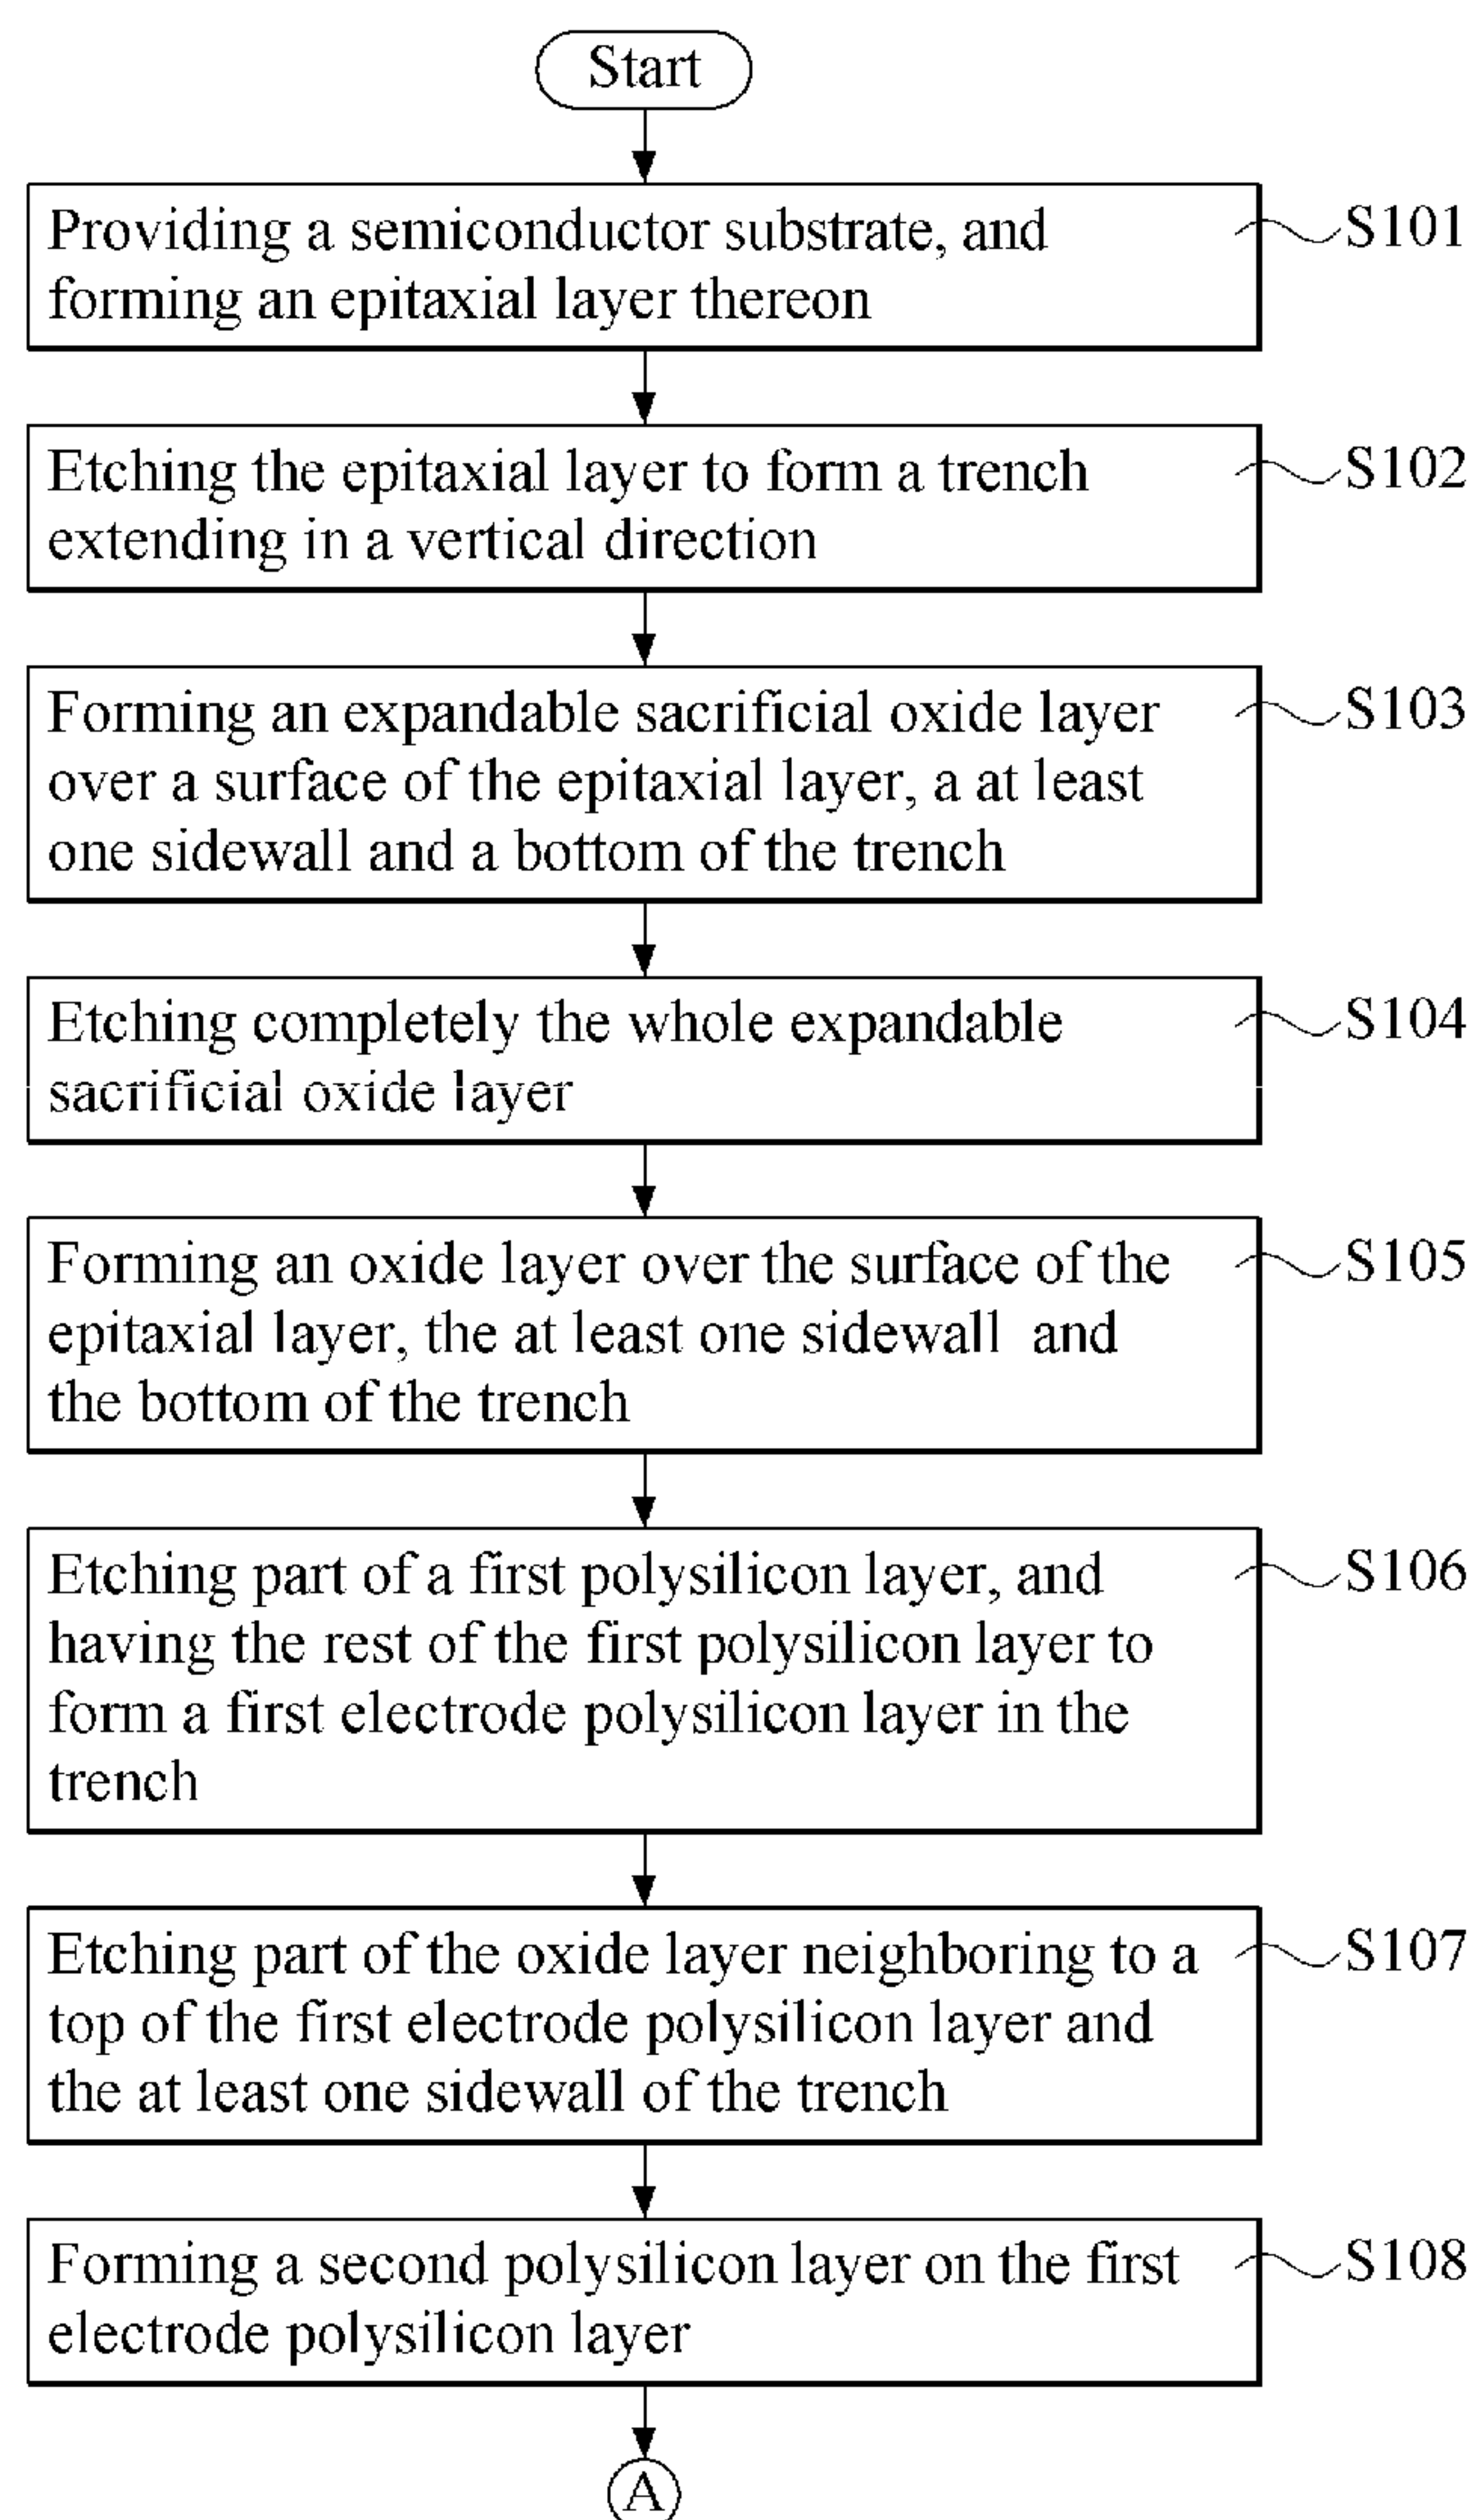 Start
Providing a semiconductor substrate, and
forming an epitaxial layer thereon
S101
Etching the epitaxial layer to form a trench
extending in a vertical direction
S102
Forming an expandable sacrificial oxide layer
over a surface of the epitaxial layer, a at least
one sidewall and a bottom of the trench
S103
Etching completely the whole expandable
sacrificial oxide layer
S104
Forming an oxide layer over the surface of the
epitaxial layer, the at least one sidewall and
the bottom of the trench
S105
Etching part of a first polysilicon layer, and
having the rest of the first polysilicon layer to
form a first electrode polysilicon layer in the
trench
S106
Etching part of the oxide layer neighboring to a
top of the first electrode polysilicon layer and
the at least one sidewall of the trench
S107
Forming a second polysilicon layer on the first
electrode polysilicon layer
S108
A